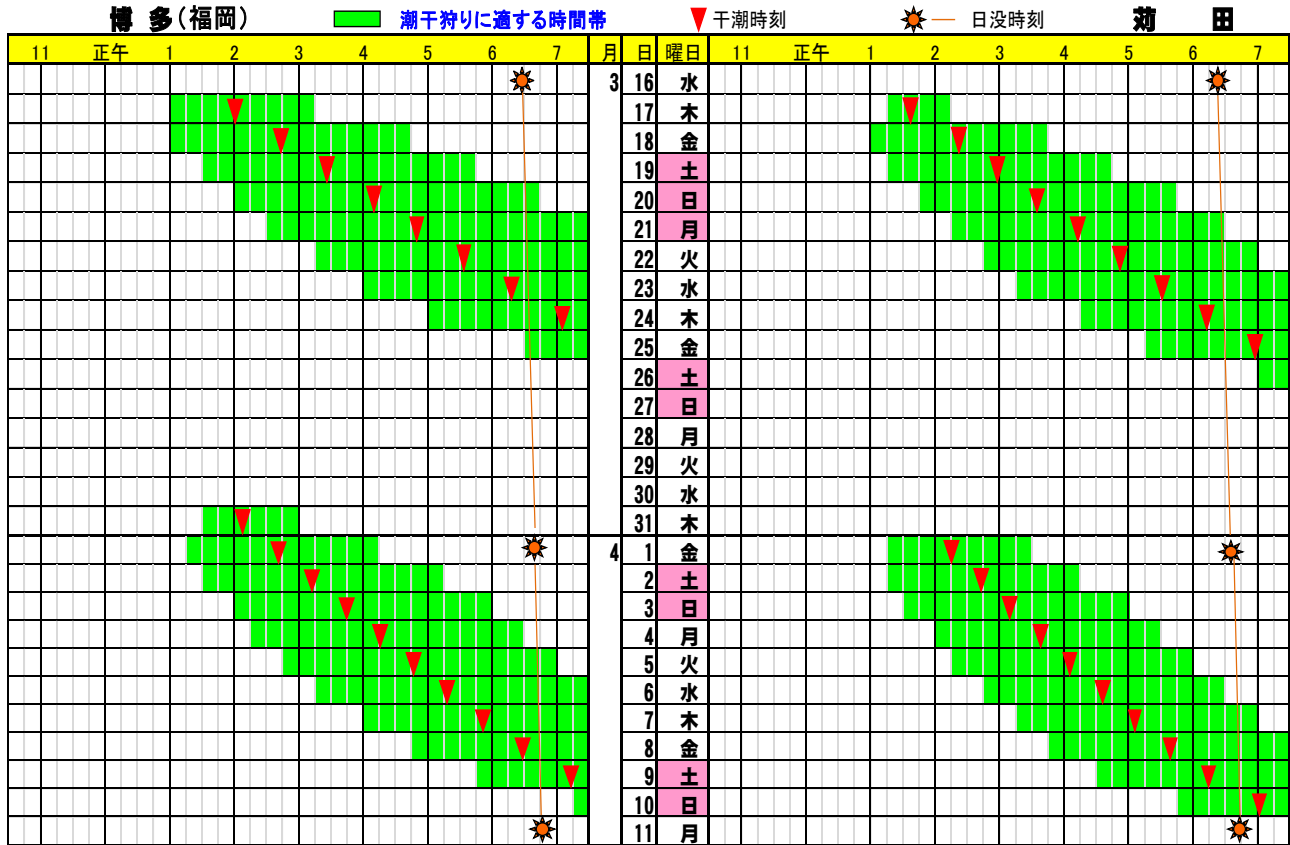 博 多(福岡) 潮干狩りに適する時間帯 干潮時刻 日没時刻 苅 田
11 正午 1 2 3 4 5 6 7 月 日 曜日 11 正午 1 2 3 4 5 6 7
3 16 水
17 木
18 金
19 土
20 日
21 月
22 火
23 水
24 木
25 金
26 土
27 日
28 月
29 火
30 水
31 木
4 1 金
2 土
3 日
4 月
5 火
6 水
7 木
8 金
9 土
10 日
11 月